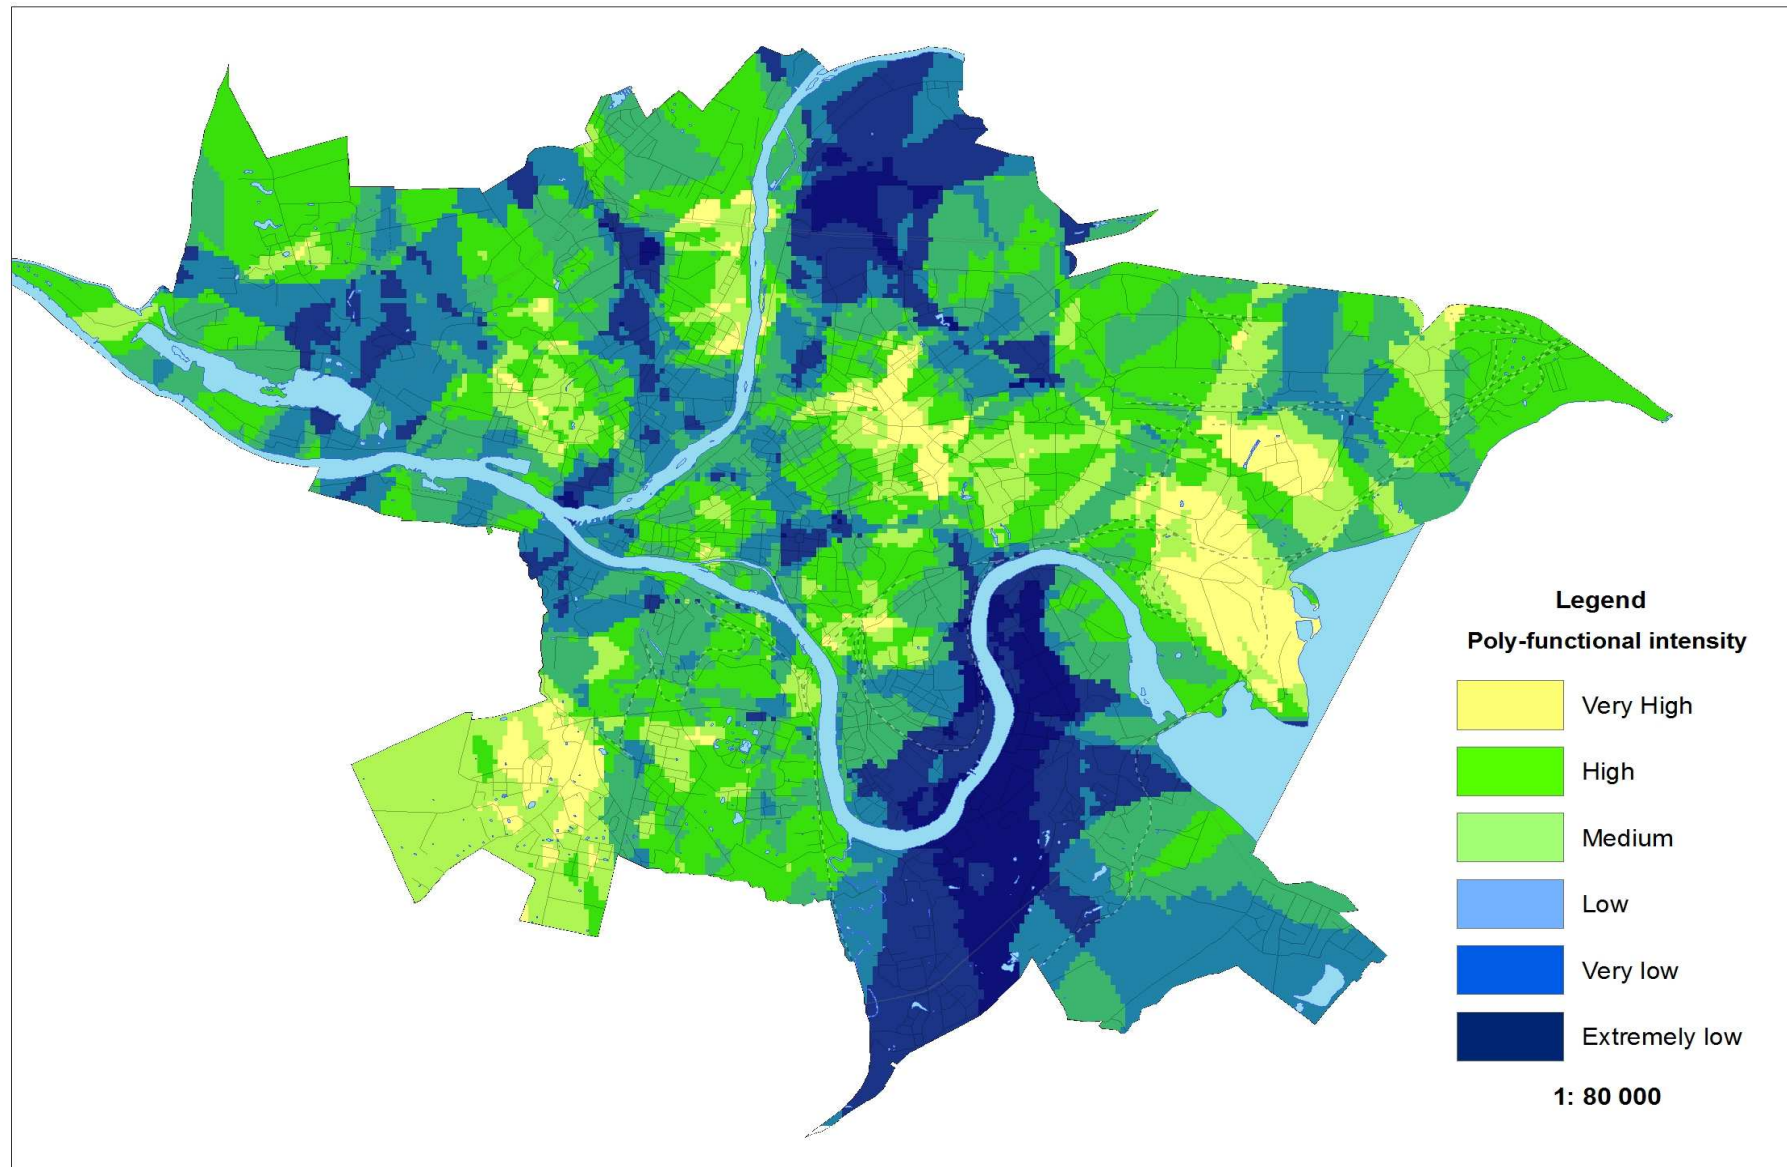 Legend
Poly-functional intensity
Very High
High
Medium
Low
Very low
Extremely low
1: 80 000